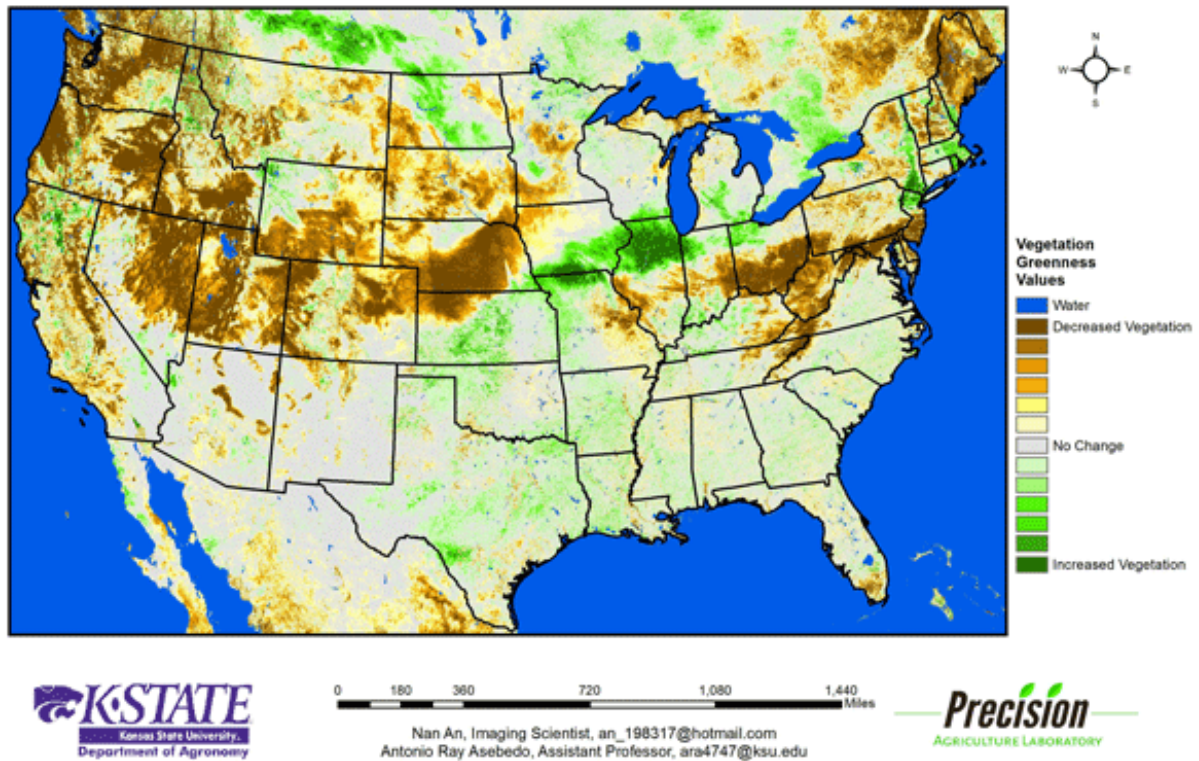 N
W E
S
Vegetation
Greenness
Values
Water
Decreased Vegetation
No Change
Increased Vegetation
K-STATE
Kansas State University.
Department of Agronomy
0 180 360 720 1,080 1,440
Miles
Nan An, Imaging Scientist, an_198317@hotmail.com
Antonio Ray Asebedo, Assistant Professor, ara4747@ksu.edu
Precision
AGRICULTURE LABORATORY